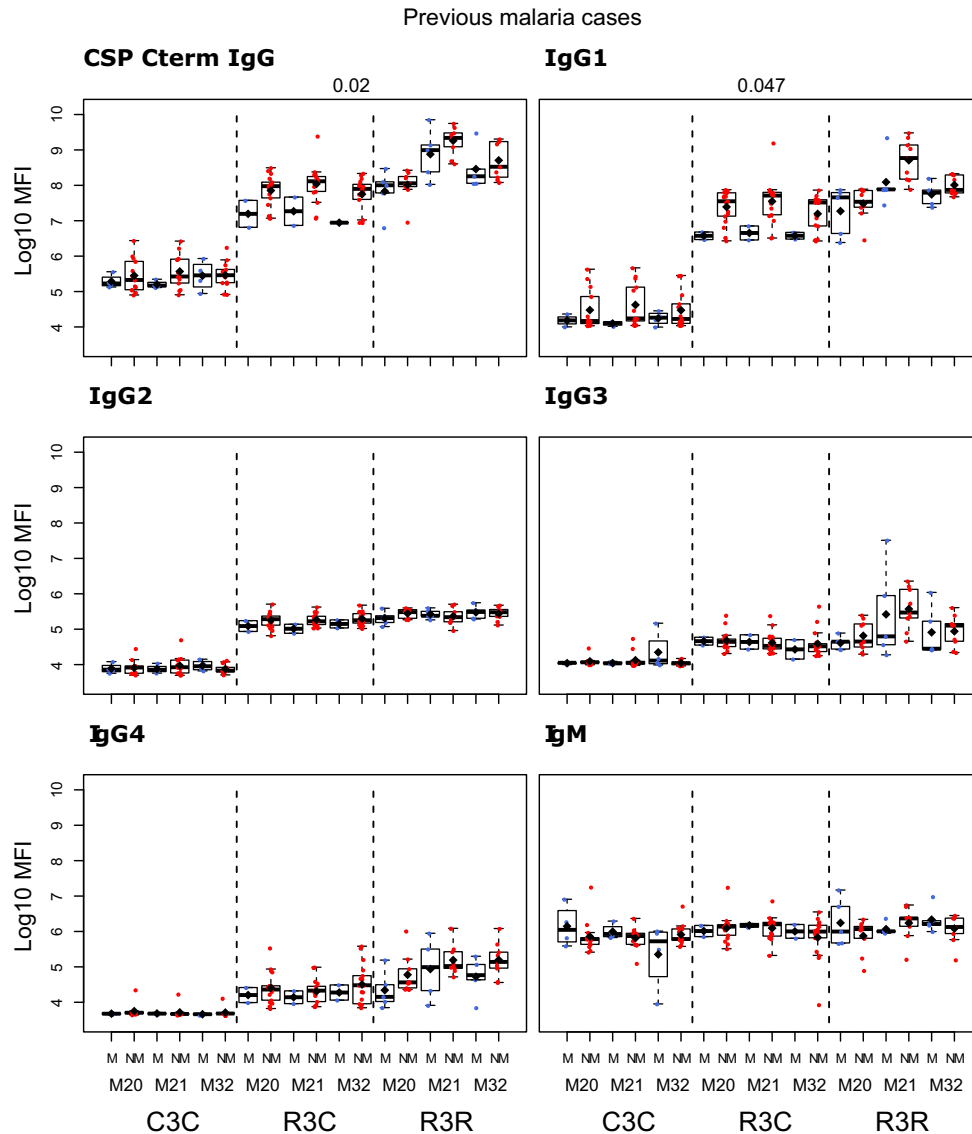 Previous malaria cases
CSP Cterm IgG
IgG1
0.02
0.047
Log10 MFI
10
9
8
7
6
5
4
IgG2
IgG3
Log10 MFI
10
9
8
7
6
5
4
IgG4
IgM
Log10 MFI
10
9
8
7
6
5
4
M NM M NM M NM M NM M NM M NM M NM M NM M NM
M NM M NM M NM M NM M NM M NM M NM M NM M NM
M20 M21 M32 M20 M21 M32 M20 M21 M32
M20 M21 M32 M20 M21 M32 M20 M21 M32
C3C R3C R3R
C3C R3C R3R